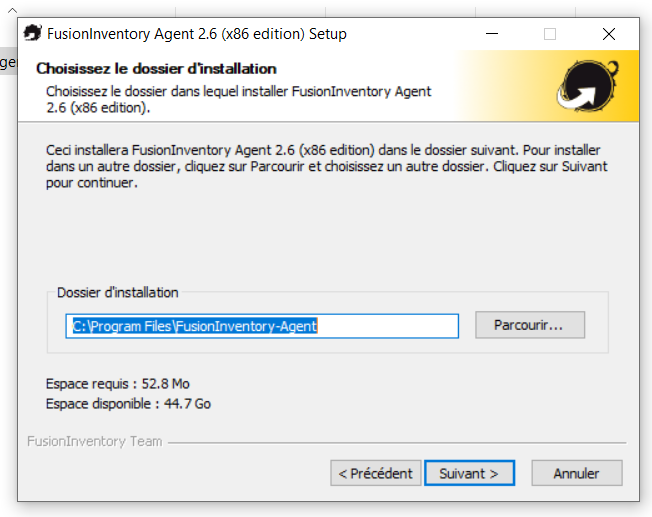 FusionInventory Agent 2.6 (x86 edition) Setup
Choisissez le dossier d'installation
Choisissez le dossier dans lequel installer FusionInventory Agent
2.6 (x86 edition).
Ceci installera FusionInventory Agent 2.6 (x86 edition) dans le dossier suivant. Pour installer
dans un autre dossier, cliquez sur Parcourir et choisissez un autre dossier. Cliquez sur Suivant
pour continuer.
Dossier d'installation
C:\Program Files\FusionInventory-Agent
Parcourir...
Espace requis : 52.8 Mo
Espace disponible : 44.7 Go
FusionInventory Team
< Précédent
Suivant >
Annuler